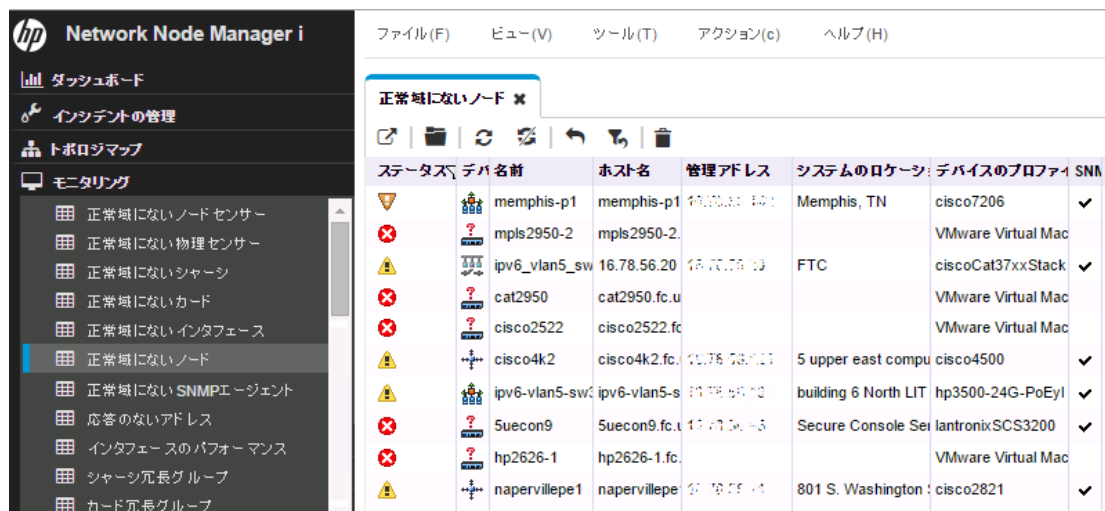 hp Network Node Manager i
ファイル(F) ビュー(V) ツール(T) アクション(c) ヘルプ(H)
ダッシュボード
インシデントの管理
トポロジマップ
モニタリング
正常域にないノード センサー
正常域にない物理センサー
正常域にないシャーシ
正常域にないカード
正常域にないインタフェース
正常域にないノード
正常域にない SNMPエージェント
応答のないアドレス
インタフェースのパフォーマンス
シャーシ冗長グループ
カード冗長グループ
正常域にないノード
ステータス デバ 名前 ホスト名 管理アドレス システムのロケーシ デバイスのプロファイ SNM
memphis-p1 memphis-p1 Memphis, TN cisco7206
mpls2950-2 mpls2950-2. VMware Virtual Mac
ipv6_vlan5_sw 16.78.56.20 FTC ciscoCat37xxStack
cat2950 cat2950.fc.u VMware Virtual Mac
cisco2522 cisco2522.fc VMware Virtual Mac
cisco4k2 cisco4k2.fc. 5 upper east compu cisco4500
ipv6-vlan5-sw3 ipv6-vlan5-s building 6 North LIT hp3500-24G-PoEyl
5uecon9 5uecon9.fc.u Secure Console Ser lantronixSCS3200
hp2626-1 hp2626-1.fc. VMware Virtual Mac
napervillepe1 napervillepe 801 S. Washington cisco2821